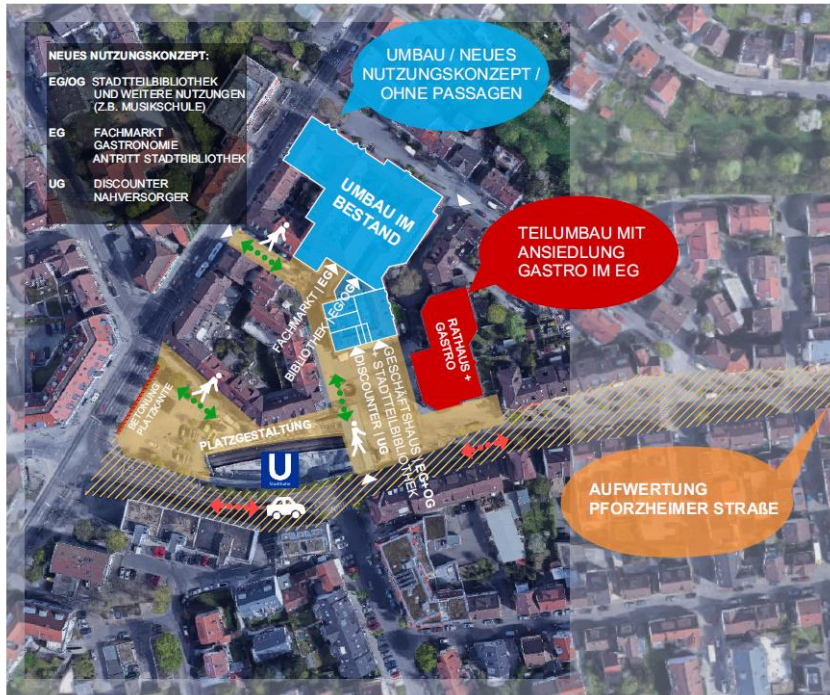 NEUES NUTZUNGSKONZEPT:
EG/OG STADTTEILBIBLIOTHEK
UND WEITERE NUTZUNGEN
(Z.B. MUSIKSCHULE)
EG FACHMARKT
GASTRONOMIE
ANTRITT STADTBIBLIOTHEK
UG DISCOUNTER
NAHVERSORGER
UMBAU / NEUES
NUTZUNGSKONZEPT /
OHNE PASSAGEN
UMBAU IM
BESTAND
TEILUMBAU MIT
ANSIEDLUNG
GASTRO IM EG
RATHAUS +
GASTRO
FACHMARKT | EG
BIBLIOTHEK | EG/OG
DISCOUNTER | UG
GESCHÄFTSHAUS | EG+OG
+ STADTTEILBIBLIOTHEK
BETONUNG
PLATZKANTE
PLATZGESTALTUNG
U
Stadtbahn
AUFWERTUNG
PFORZHEIMER STRAßE